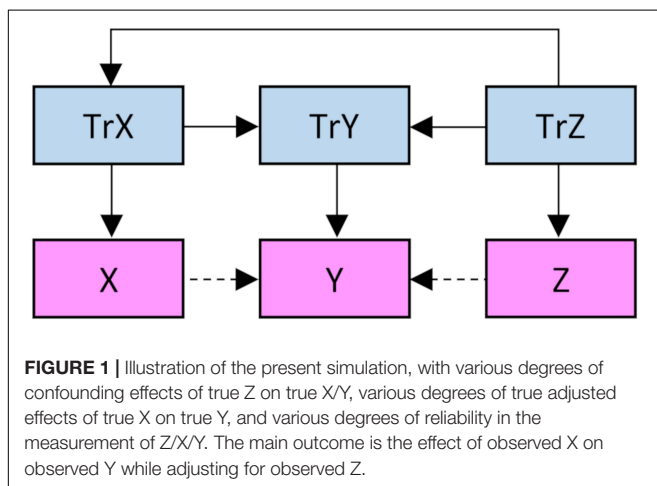 TrX
TrY
TrZ
X
Y
Z
FIGURE 1 | Illustration of the present simulation, with various degrees of
confounding effects of true Z on true X/Y, various degrees of true adjusted
effects of true X on true Y, and various degrees of reliability in the
measurement of Z/X/Y. The main outcome is the effect of observed X on
observed Y while adjusting for observed Z.